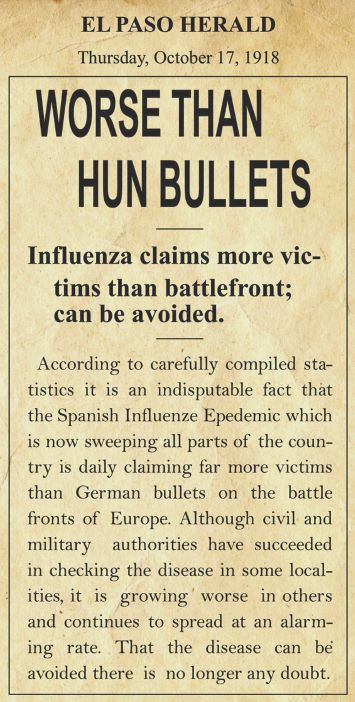 EL PASO HERALD
Thursday, October 17, 1918
WORSE THAN
HUN BULLETS
Influenza claims more vic-
tims than battlefront;
can be avoided.
According to carefully compiled sta-
tistics it is an indisputable fact that
the Spanish Influenze Epedemic which
is now sweeping all parts of the coun-
try is daily claiming far more victims
than German bullets on the battle
fronts of Europe. Although civil and
military authorities have succeeded
in checking the disease in some local-
ities, it is growing worse in others
and continues to spread at an alarm-
ing rate. That the disease can be
avoided there is no longer any doubt.